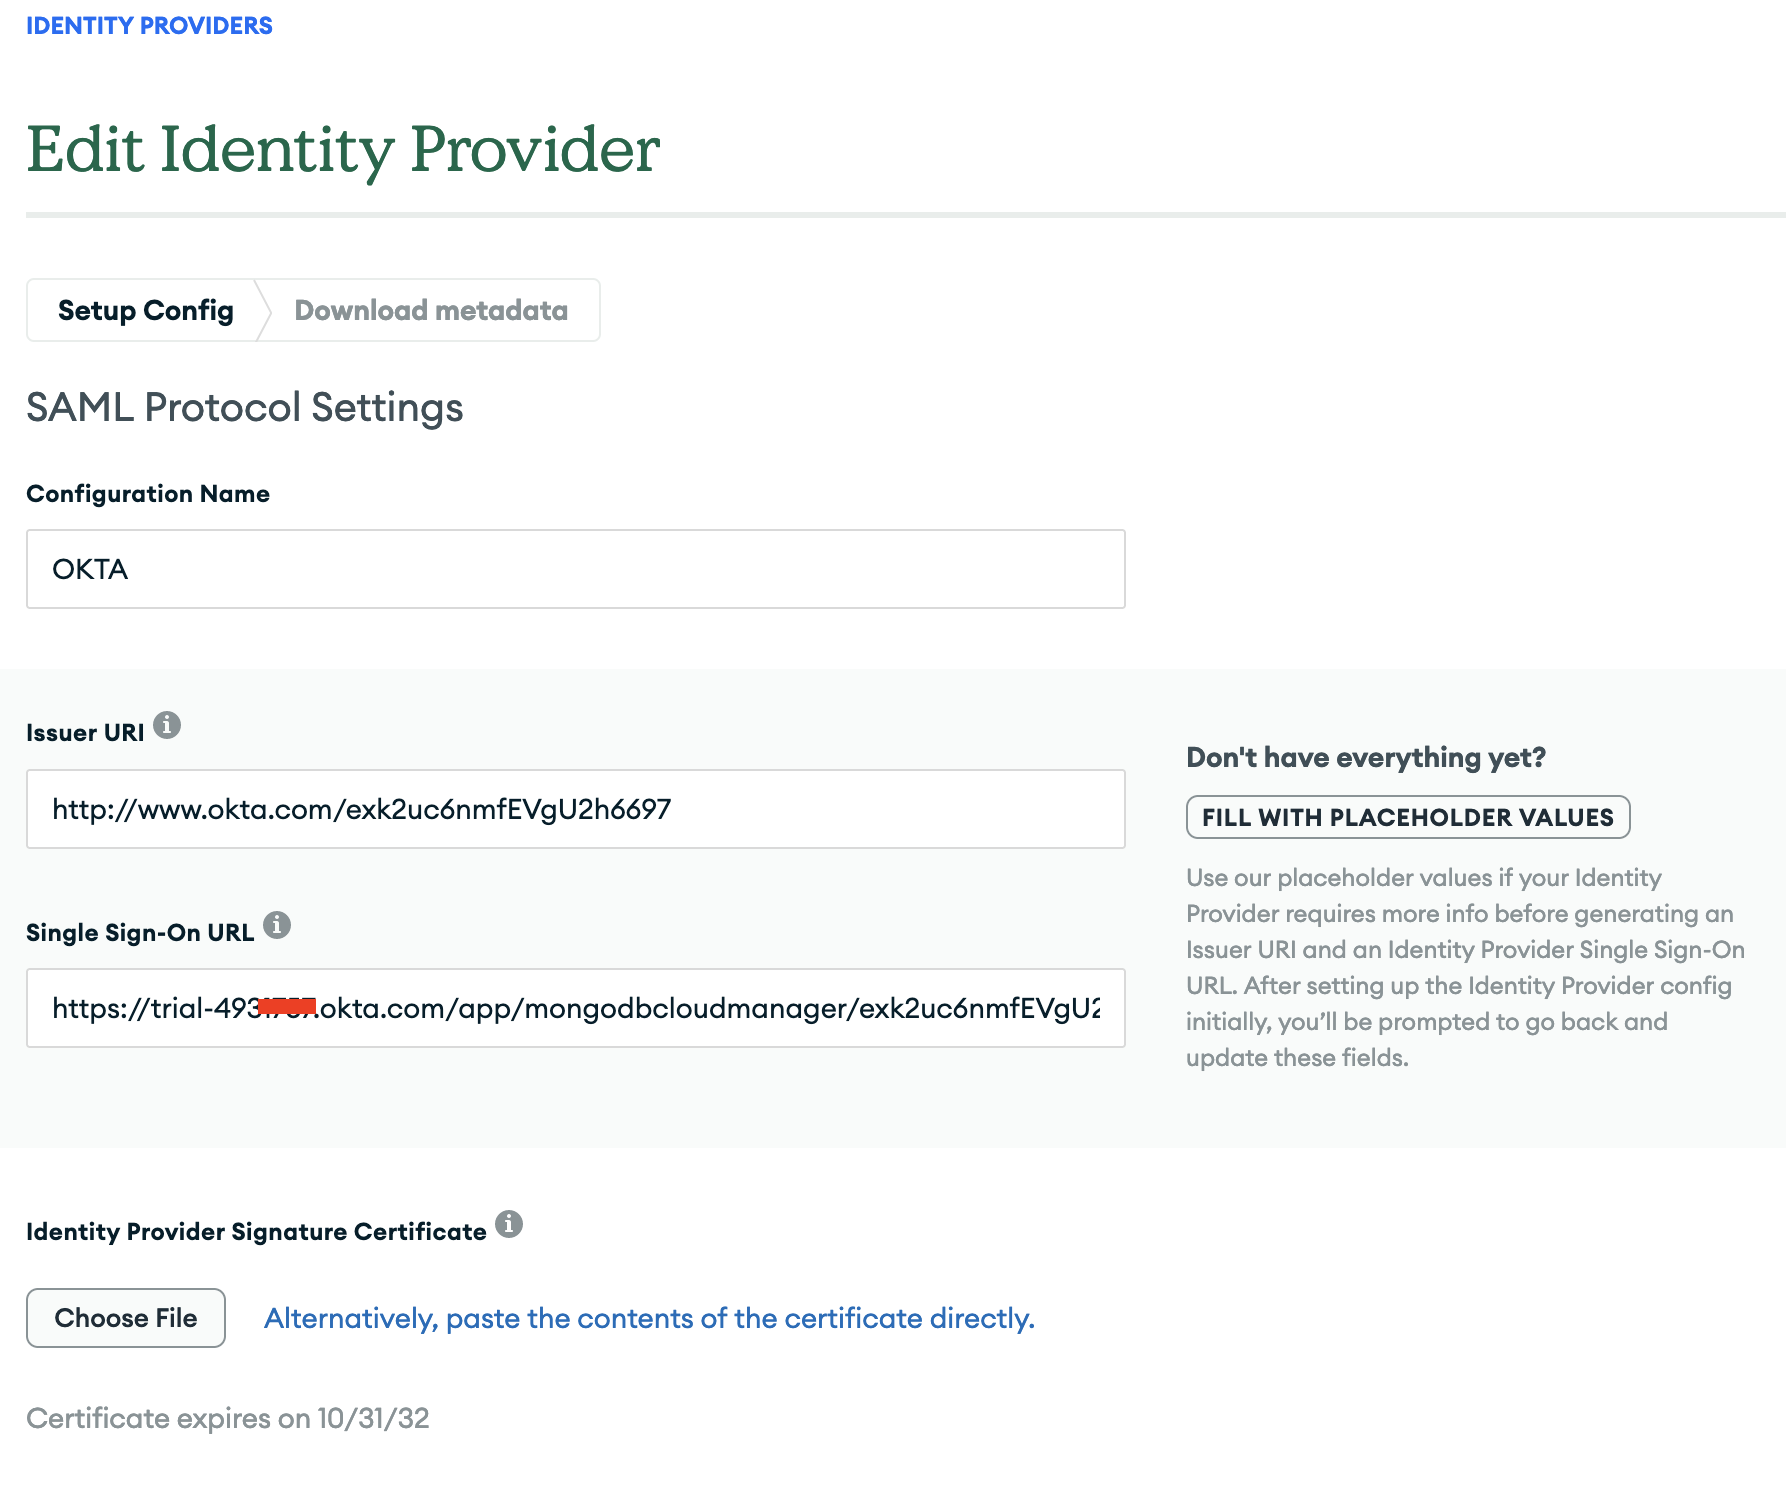 IDENTITY PROVIDERS
Edit Identity Provider
Setup Config
Download metadata
SAML Protocol Settings
Configuration Name
OKTA
Issuer URI
http://www.okta.com/exk2uc6nmfEVgU2h6697
Don't have everything yet?
FILL WITH PLACEHOLDER VALUES
Use our placeholder values if your Identity
Provider requires more info before generating an
Issuer URI and an Identity Provider Single Sign-On
URL. After setting up the Identity Provider config
initially, you’ll be prompted to go back and
update these fields.
Single Sign-On URL
https://trial-493 .okta.com/app/mongodbcloudmanager/exk2uc6nmfEVgU2
Identity Provider Signature Certificate
Choose File
Alternatively, paste the contents of the certificate directly.
Certificate expires on 10/31/32